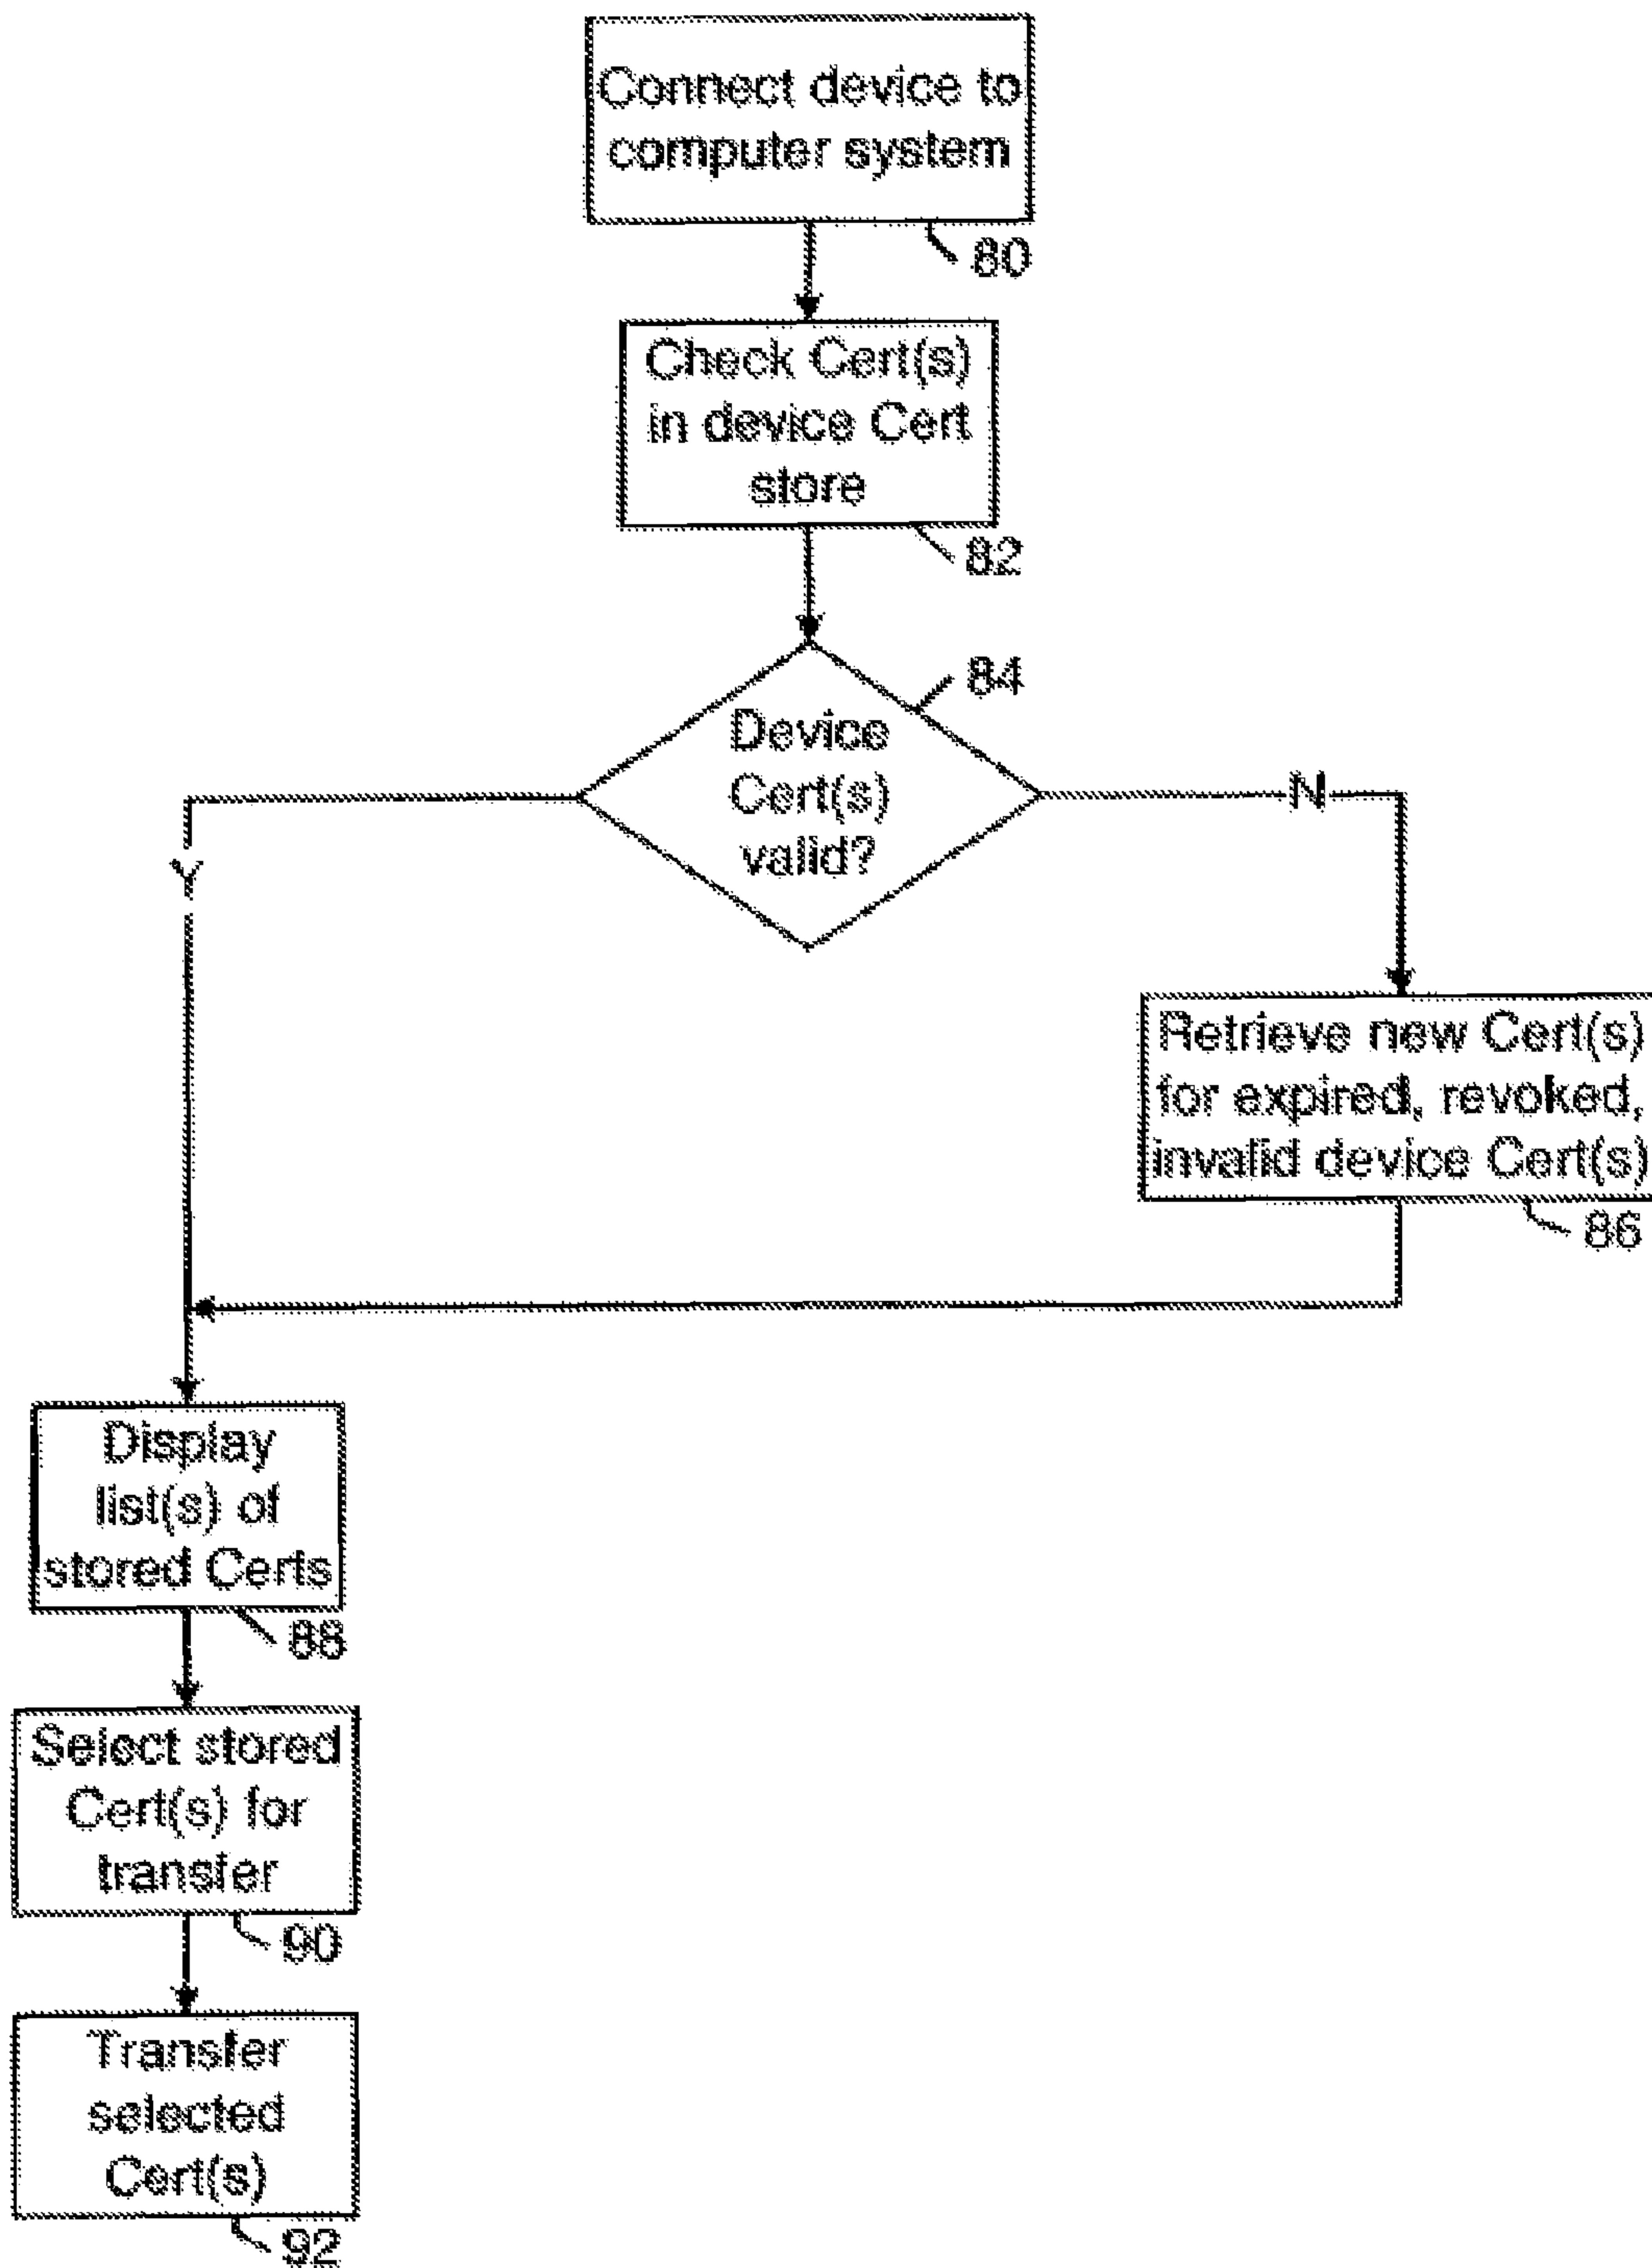 Connect device to
computer system
80
Check Cert(s)
in device Cert
store
82
84
Device
Cert(s)
valid?
N
Y
Retrieve new Cert(s)
for expired, revoked,
invalid device Cert(s)
86
Display
list(s) of
stored Certs
88
Select stored
Cert(s) for
transfer
90
Transfer
selected
Cert(s)
92